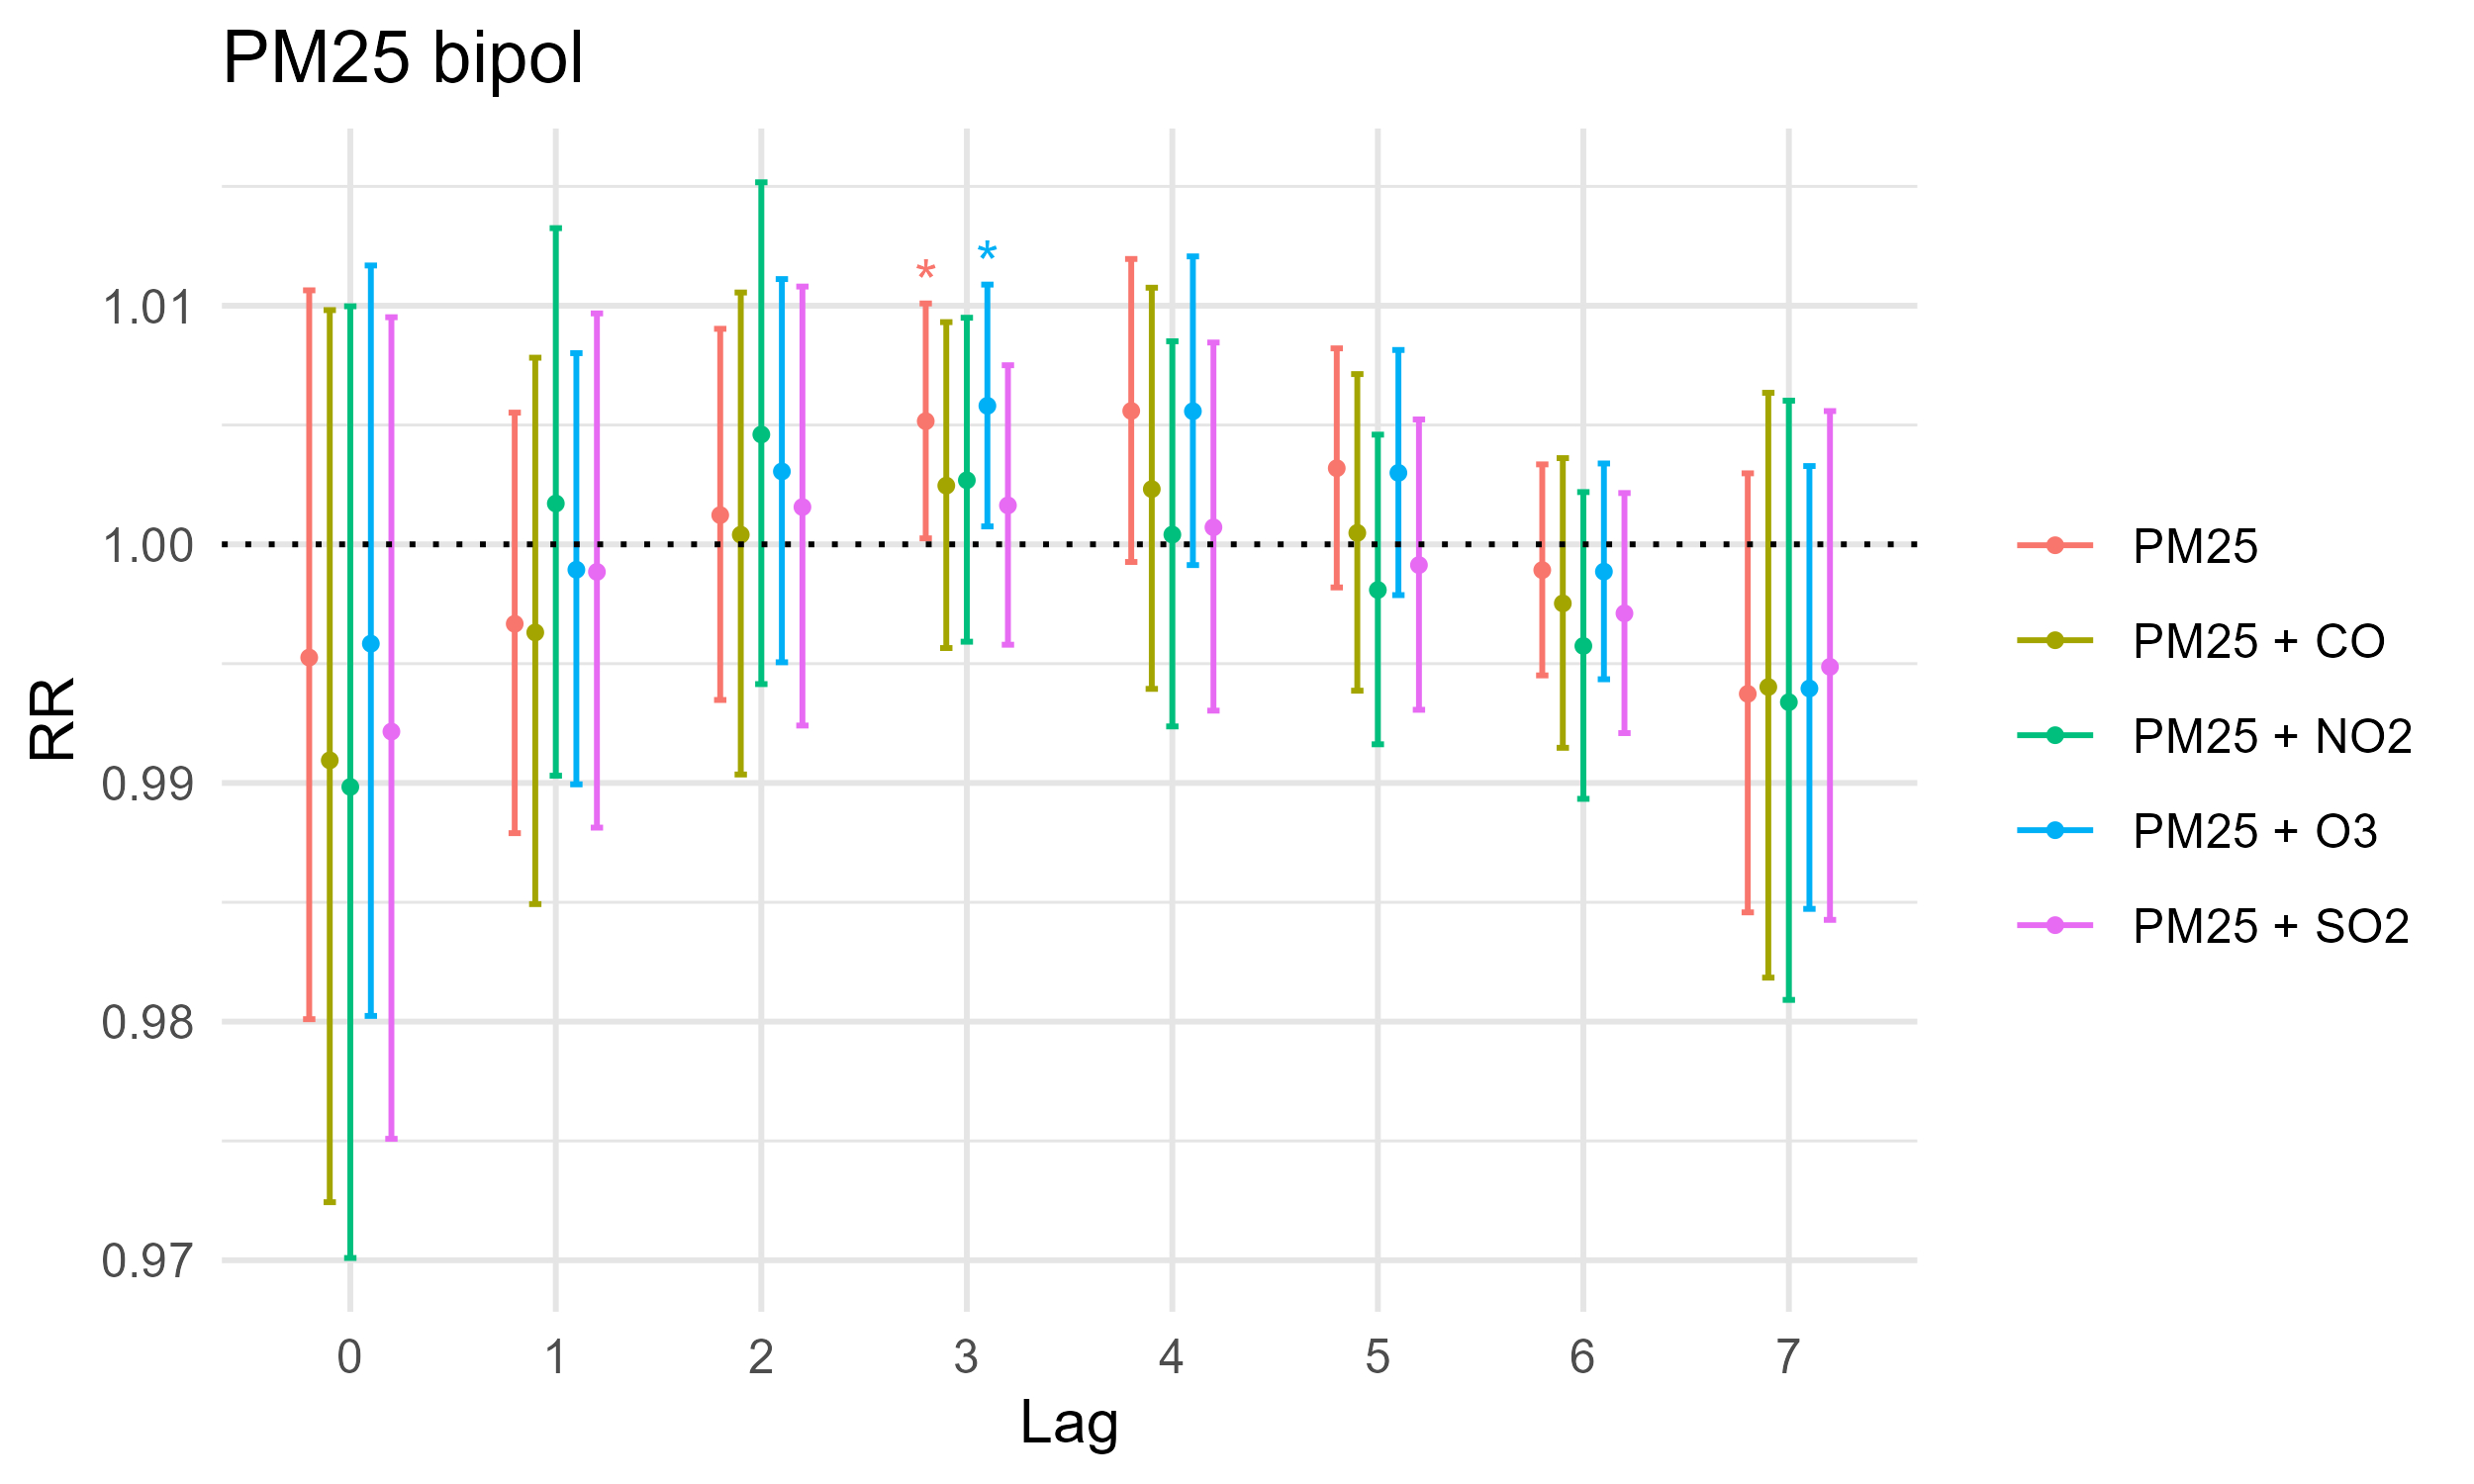 PM25 bipol
*
*
1.01
1.00
0.99
0.98
0.97
RR
0 1 2 3 4 5 6 7
Lag
PM25
PM25 + CO
PM25 + NO2
PM25 + O3
PM25 + SO2